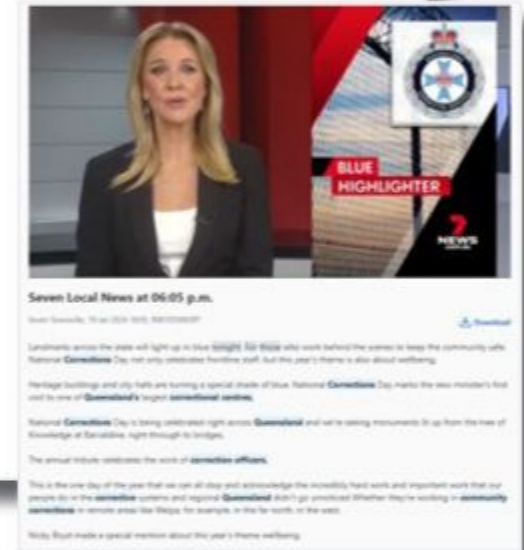 BLUE
HIGHLIGHTER
7
NEWS
Seven Local News at 06:05 p.m.
Download
Landmarks across the state will light up in blue tonight. For those who work behind the scenes to keep the community safe.
National Corrections Day not only celebrates frontline staff, but this year's theme is also about wellbeing.
Heritage buildings and city halls are turning a special shade of blue. National Corrections Day marks the new minister's first
visit to one of Queensland's largest correctional centres.
National Corrections Day is being celebrated right across Queensland and we're seeing monuments lit up from the tree of
Knowledge at Barcaldine, right through to bridges.
The annual tribute celebrates the work of correction officers.
This is the one day of the year that we can all stop and acknowledge the incredibly hard work and important work that our
people do in the corrective systems and regional Queensland didn't go unnoticed Whether they're working in community
corrections in remote areas like Weipa, for example, in the far north, in the west.
Nicky Boyd made a special mention about this year's theme wellbeing.